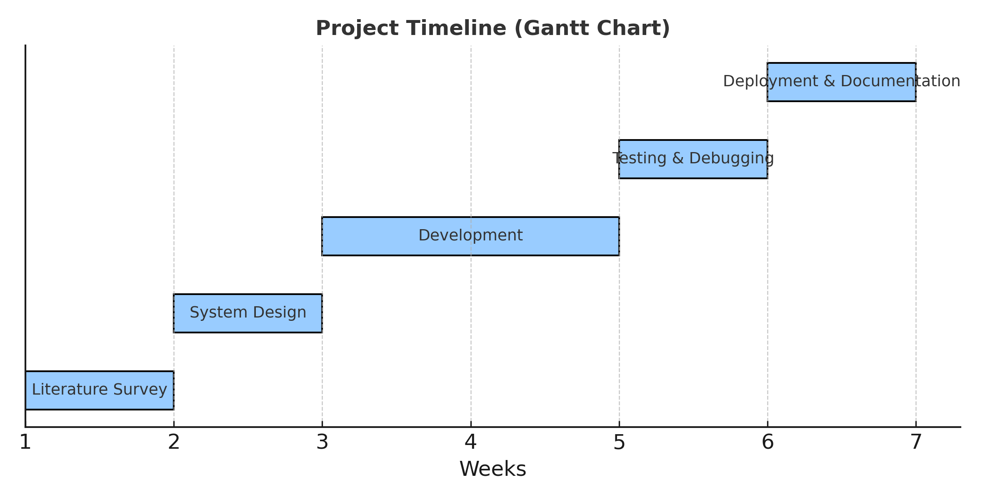 Project Timeline (Gantt Chart)
Deployment & Documentation
Testing & Debugging
Development
System Design
Literature Survey
1 2 3 4 5 6 7
Weeks